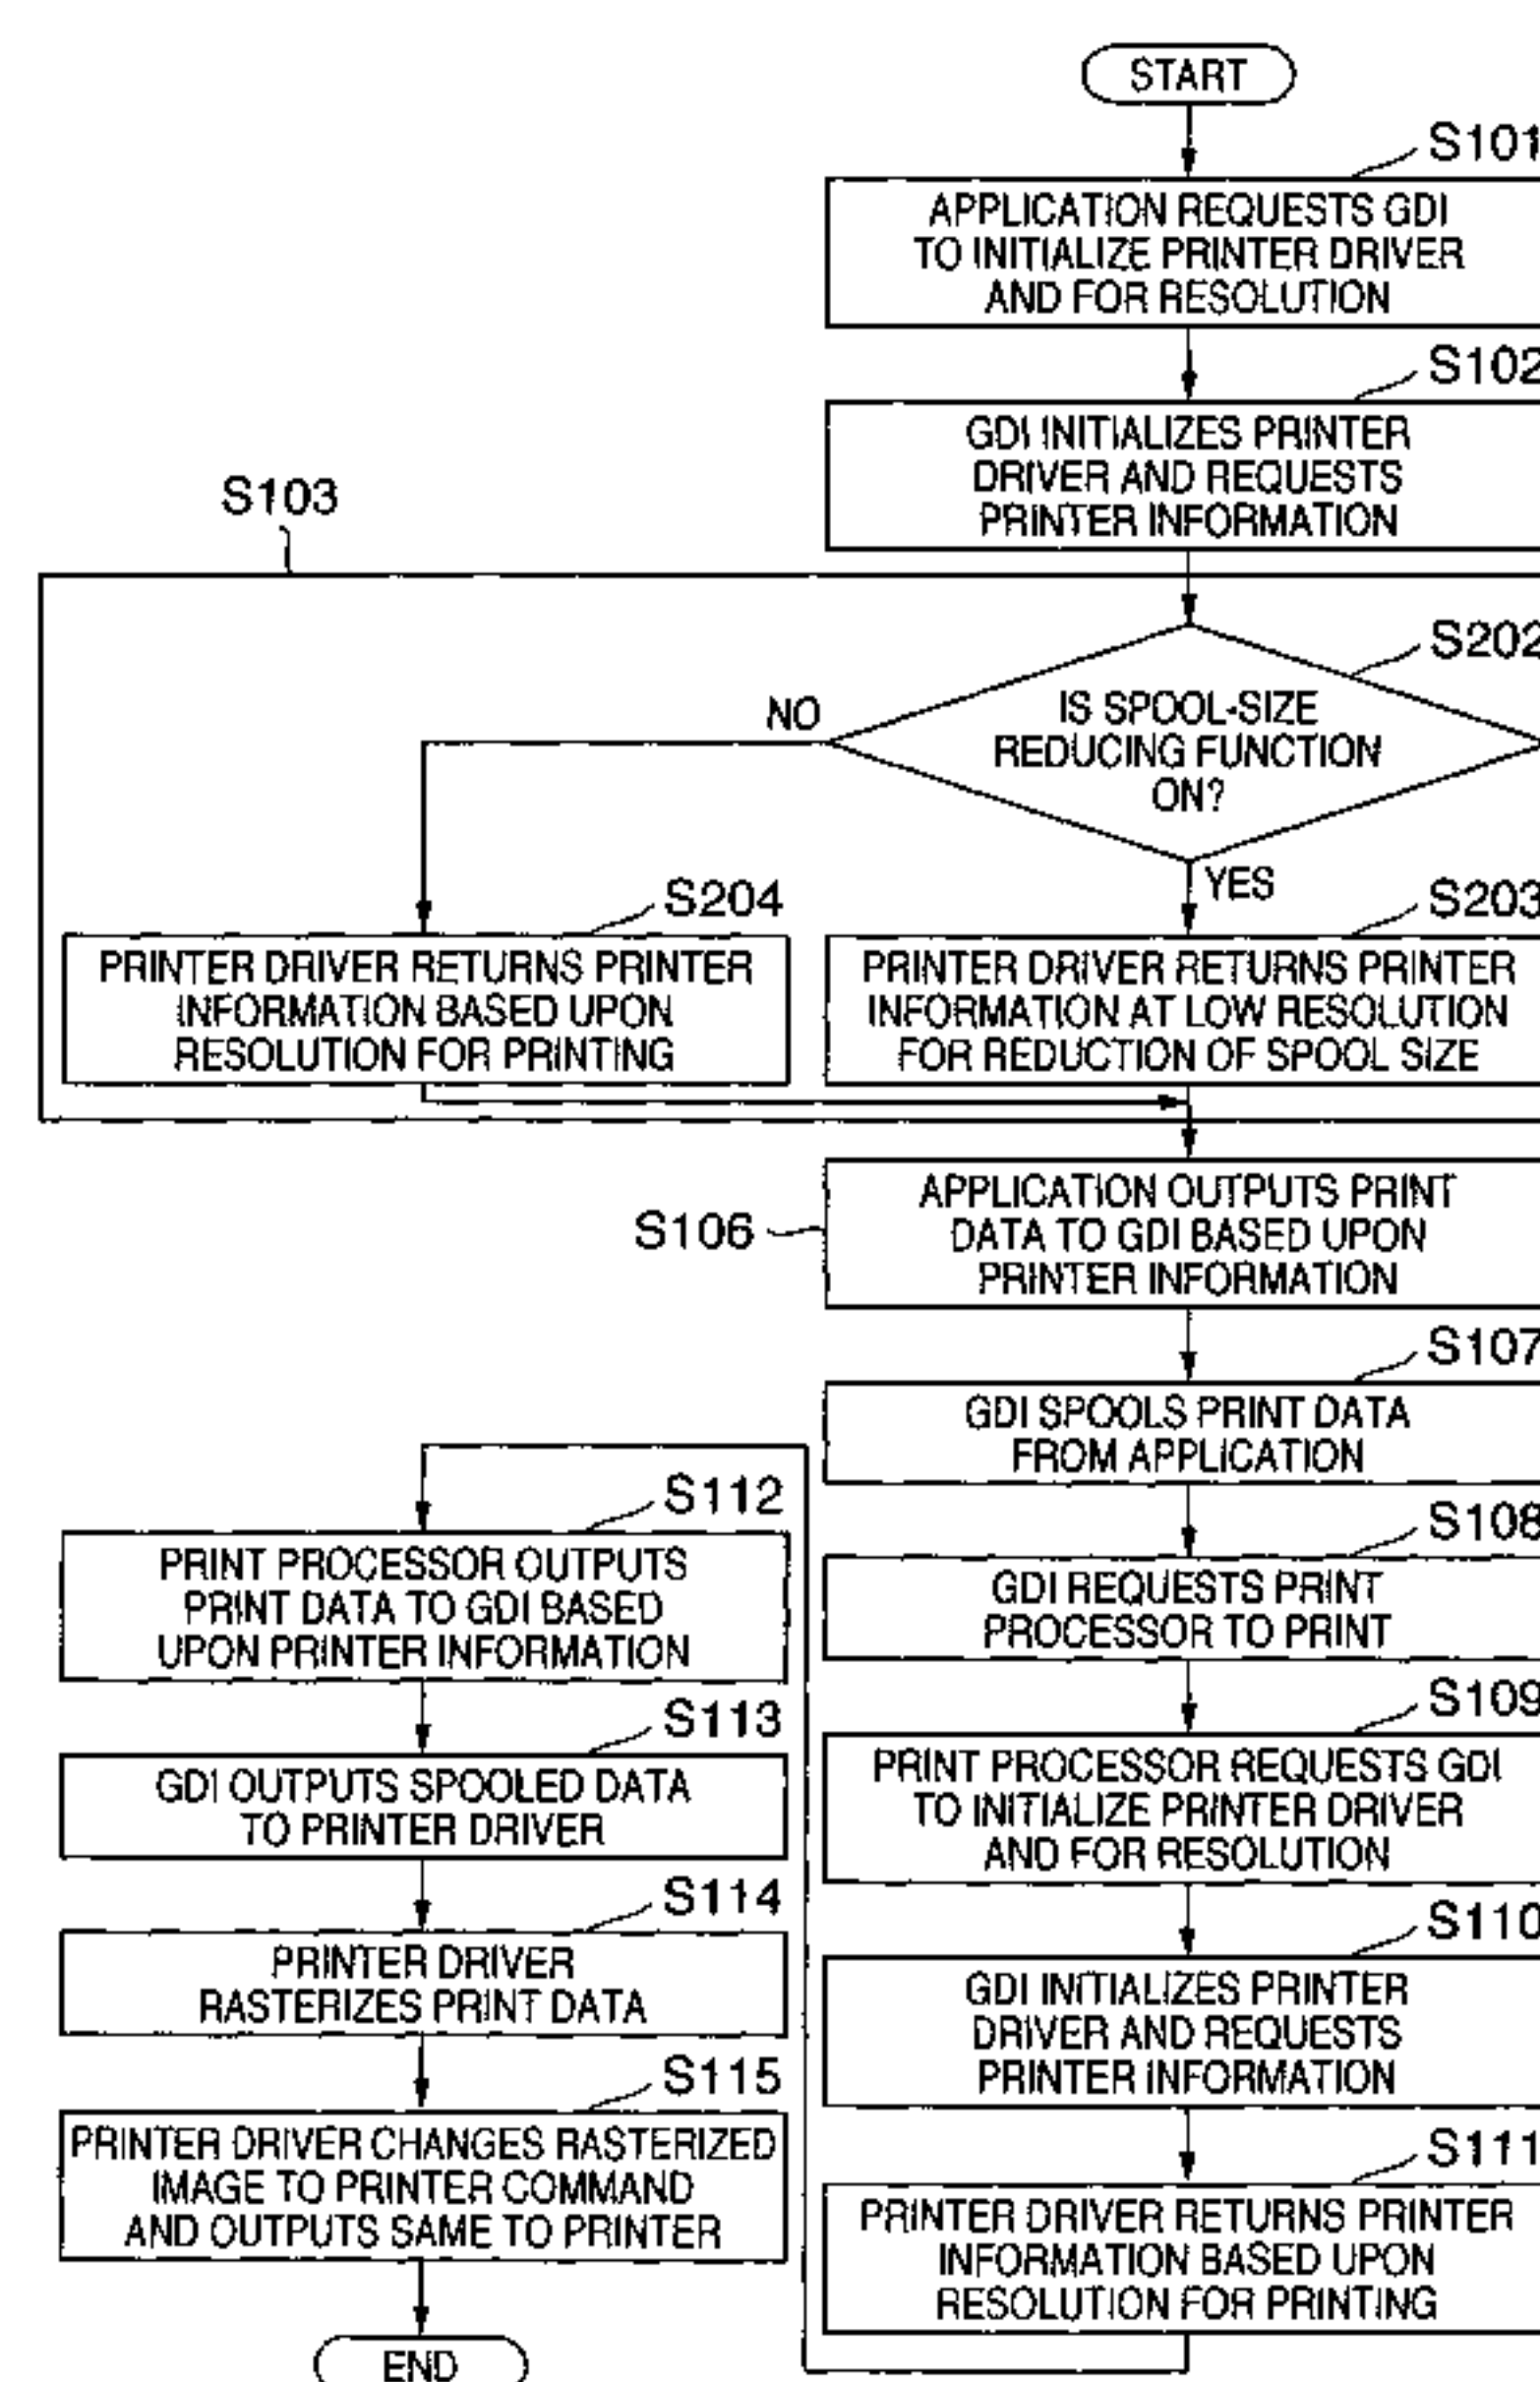 START
S101
APPLICATION REQUESTS GDI
TO INITIALIZE PRINTER DRIVER
AND FOR RESOLUTION
S102
GDI INITIALIZES PRINTER
DRIVER AND REQUESTS
PRINTER INFORMATION
S103
S202
IS SPOOL-SIZE
REDUCING FUNCTION
ON?
NO
YES
S204
PRINTER DRIVER RETURNS PRINTER
INFORMATION BASED UPON
RESOLUTION FOR PRINTING
S203
PRINTER DRIVER RETURNS PRINTER
INFORMATION AT LOW RESOLUTION
FOR REDUCTION OF SPOOL SIZE
S106
APPLICATION OUTPUTS PRINT
DATA TO GDI BASED UPON
PRINTER INFORMATION
S107
GDI SPOOLS PRINT DATA
FROM APPLICATION
S108
GDI REQUESTS PRINT
PROCESSOR TO PRINT
S109
PRINT PROCESSOR REQUESTS GDI
TO INITIALIZE PRINTER DRIVER
AND FOR RESOLUTION
S110
GDI INITIALIZES PRINTER
DRIVER AND REQUESTS
PRINTER INFORMATION
S111
PRINTER DRIVER RETURNS PRINTER
INFORMATION BASED UPON
RESOLUTION FOR PRINTING
S112
PRINT PROCESSOR OUTPUTS
PRINT DATA TO GDI BASED
UPON PRINTER INFORMATION
S113
GDI OUTPUTS SPOOLED DATA
TO PRINTER DRIVER
S114
PRINTER DRIVER
RASTERIZES PRINT DATA
S115
PRINTER DRIVER CHANGES RASTERIZED
IMAGE TO PRINTER COMMAND
AND OUTPUTS SAME TO PRINTER
END